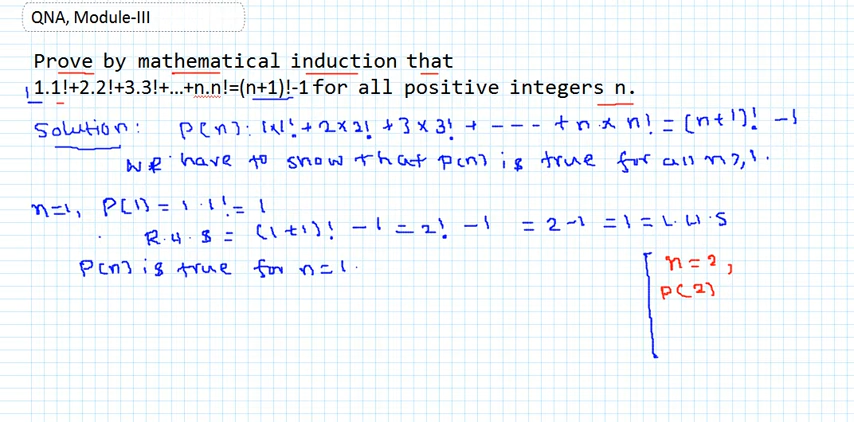 QNA, Module-III
Prove by mathematical induction that
1.1!+2.2!+3.3!+...+n.n!=(n+1)!-1 for all positive integers n.
Solution: P(n): 1×1! + 2×2! + 3×3! + ---- + n × n! = (n+1)! -1
We have to show that P(n) is true for all n≥1.
n=1, P(1) = 1·1! = 1
R.H.S = (1+1)! -1 = 2! -1 = 2-1 = 1 = L.H.S
P(n) is true for n=1.
n=2,
P(2)